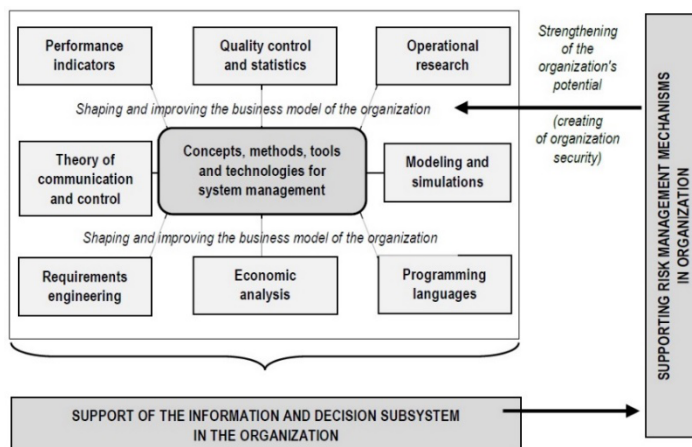 Performance
indicators
Quality control
and statistics
Operational
research
Strengthening
of the
organization's
potential
(creating
of organization
security)
Shaping and improving the business model of the organization
Theory of
communication
and control
Concepts, methods, tools
and technologies for
system management
Modeling and
simulations
Shaping and improving the business model of the organization
Requirements
engineering
Economic
analysis
Programming
languages
SUPPORTING RISK MANAGEMENT MECHANISMS
IN ORGANIZATION
SUPPORT OF THE INFORMATION AND DECISION SUBSYSTEM
IN THE ORGANIZATION